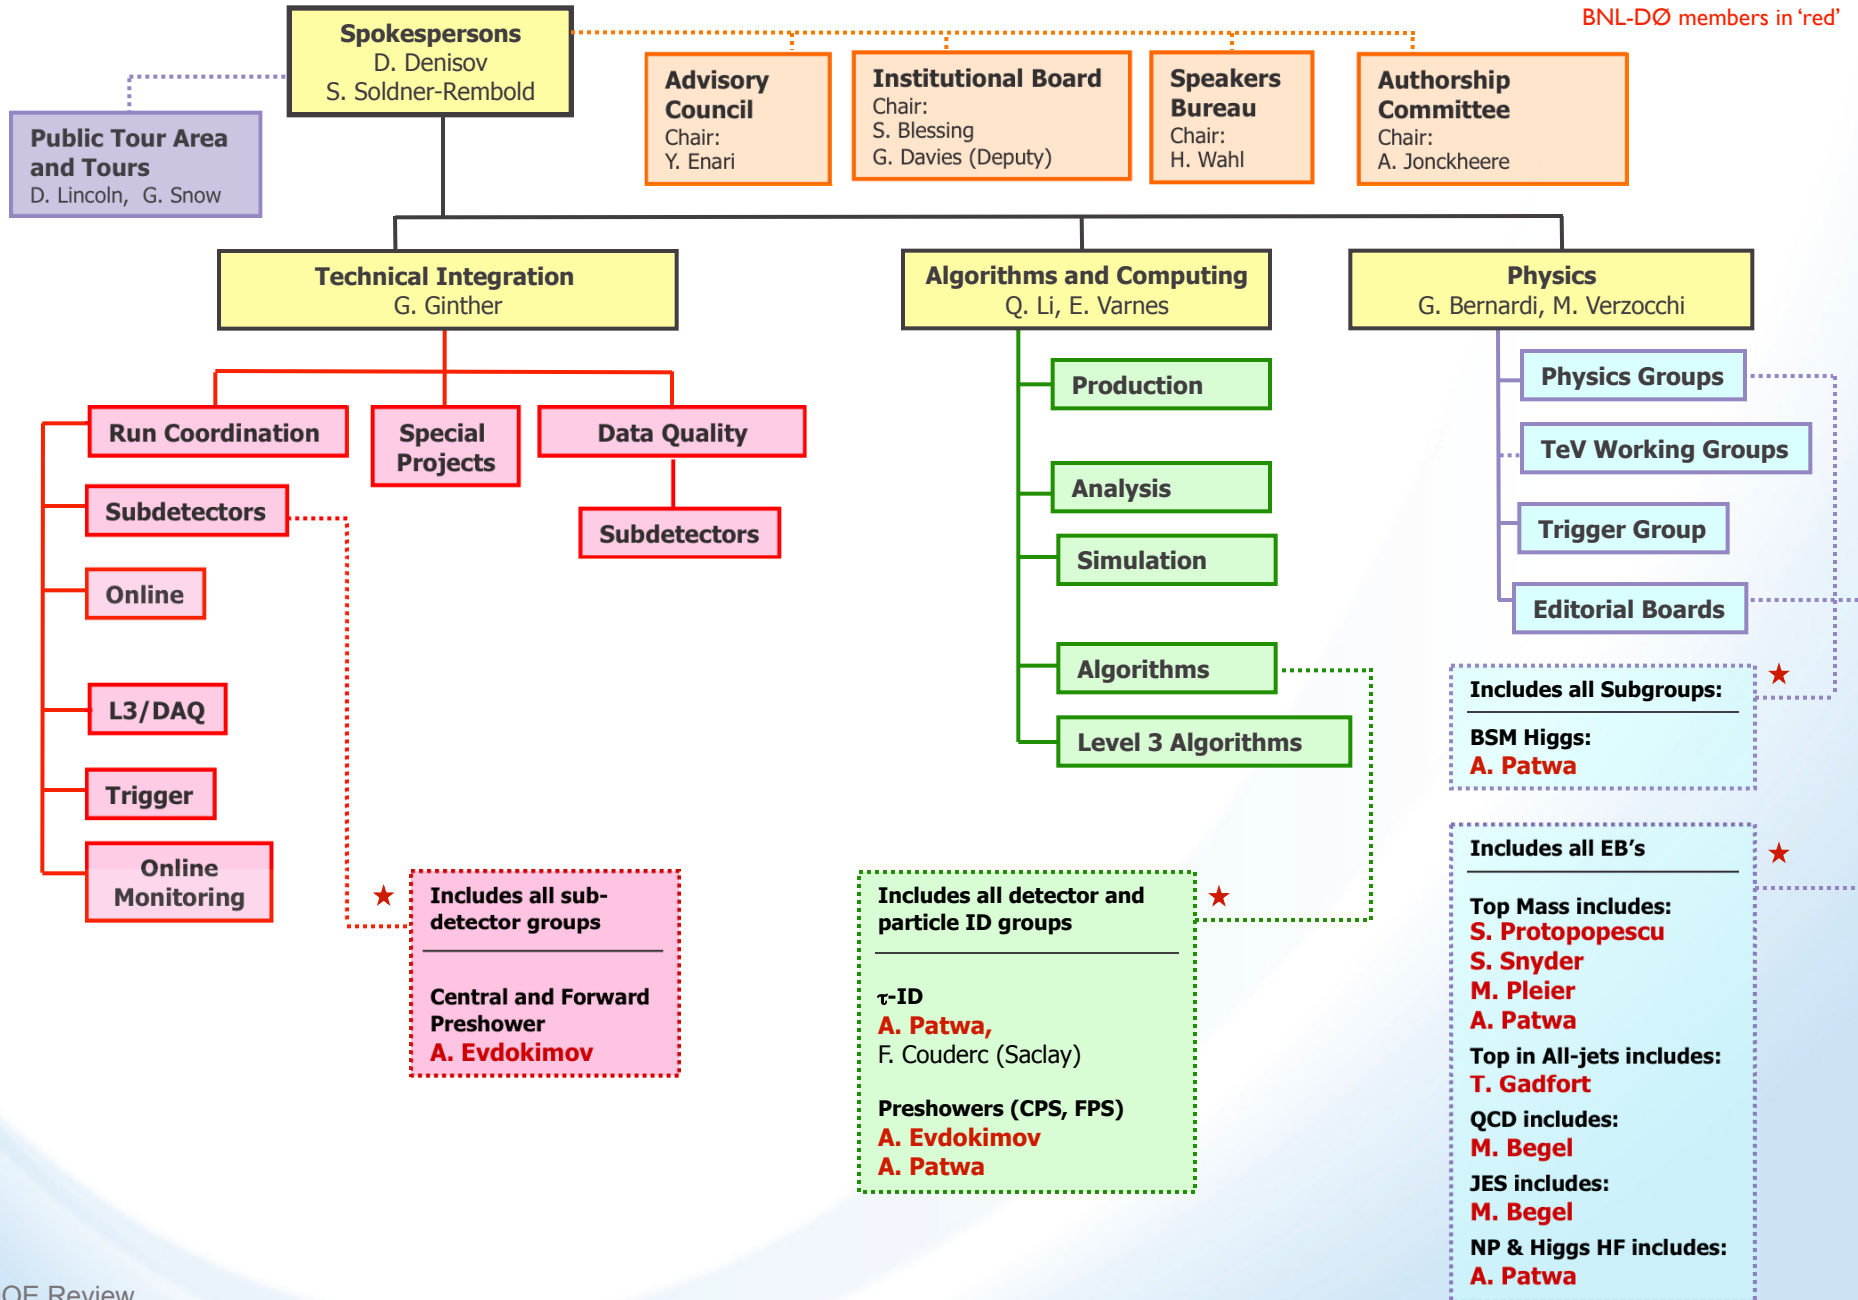 BNL-DØ members in ‘red’
Spokespersons
D. Denisov
S. Soldner-Rembold
Public Tour Area
and Tours
D. Lincoln, G. Snow
Advisory
Council
Chair:
Y. Enari
Institutional Board
Chair:
S. Blessing
G. Davies (Deputy)
Speakers
Bureau
Chair:
H. Wahl
Authorship
Committee
Chair:
A. Jonckheere
Technical Integration
G. Ginther
Algorithms and Computing
Q. Li, E. Varnes
Physics
G. Bernardi, M. Verzocchi
Run Coordination
Special
Projects
Data Quality
Subdetectors
Subdetectors
Online
L3/DAQ
Trigger
Online
Monitoring
Includes all sub-
detector groups
Central and Forward
Preshower
A. Evdokimov
Production
Analysis
Simulation
Algorithms
Level 3 Algorithms
Includes all detector and
particle ID groups
τ-ID
A. Patwa,
F. Couderc (Saclay)
Preshowers (CPS, FPS)
A. Evdokimov
A. Patwa
Physics Groups
TeV Working Groups
Trigger Group
Editorial Boards
Includes all Subgroups:
BSM Higgs:
A. Patwa
Includes all EB’s
Top Mass includes:
S. Protopopescu
S. Snyder
M. Pleier
A. Patwa
Top in All-jets includes:
T. Gadfort
QCD includes:
M. Begel
JES includes:
M. Begel
NP & Higgs HF includes:
A. Patwa
OE Review